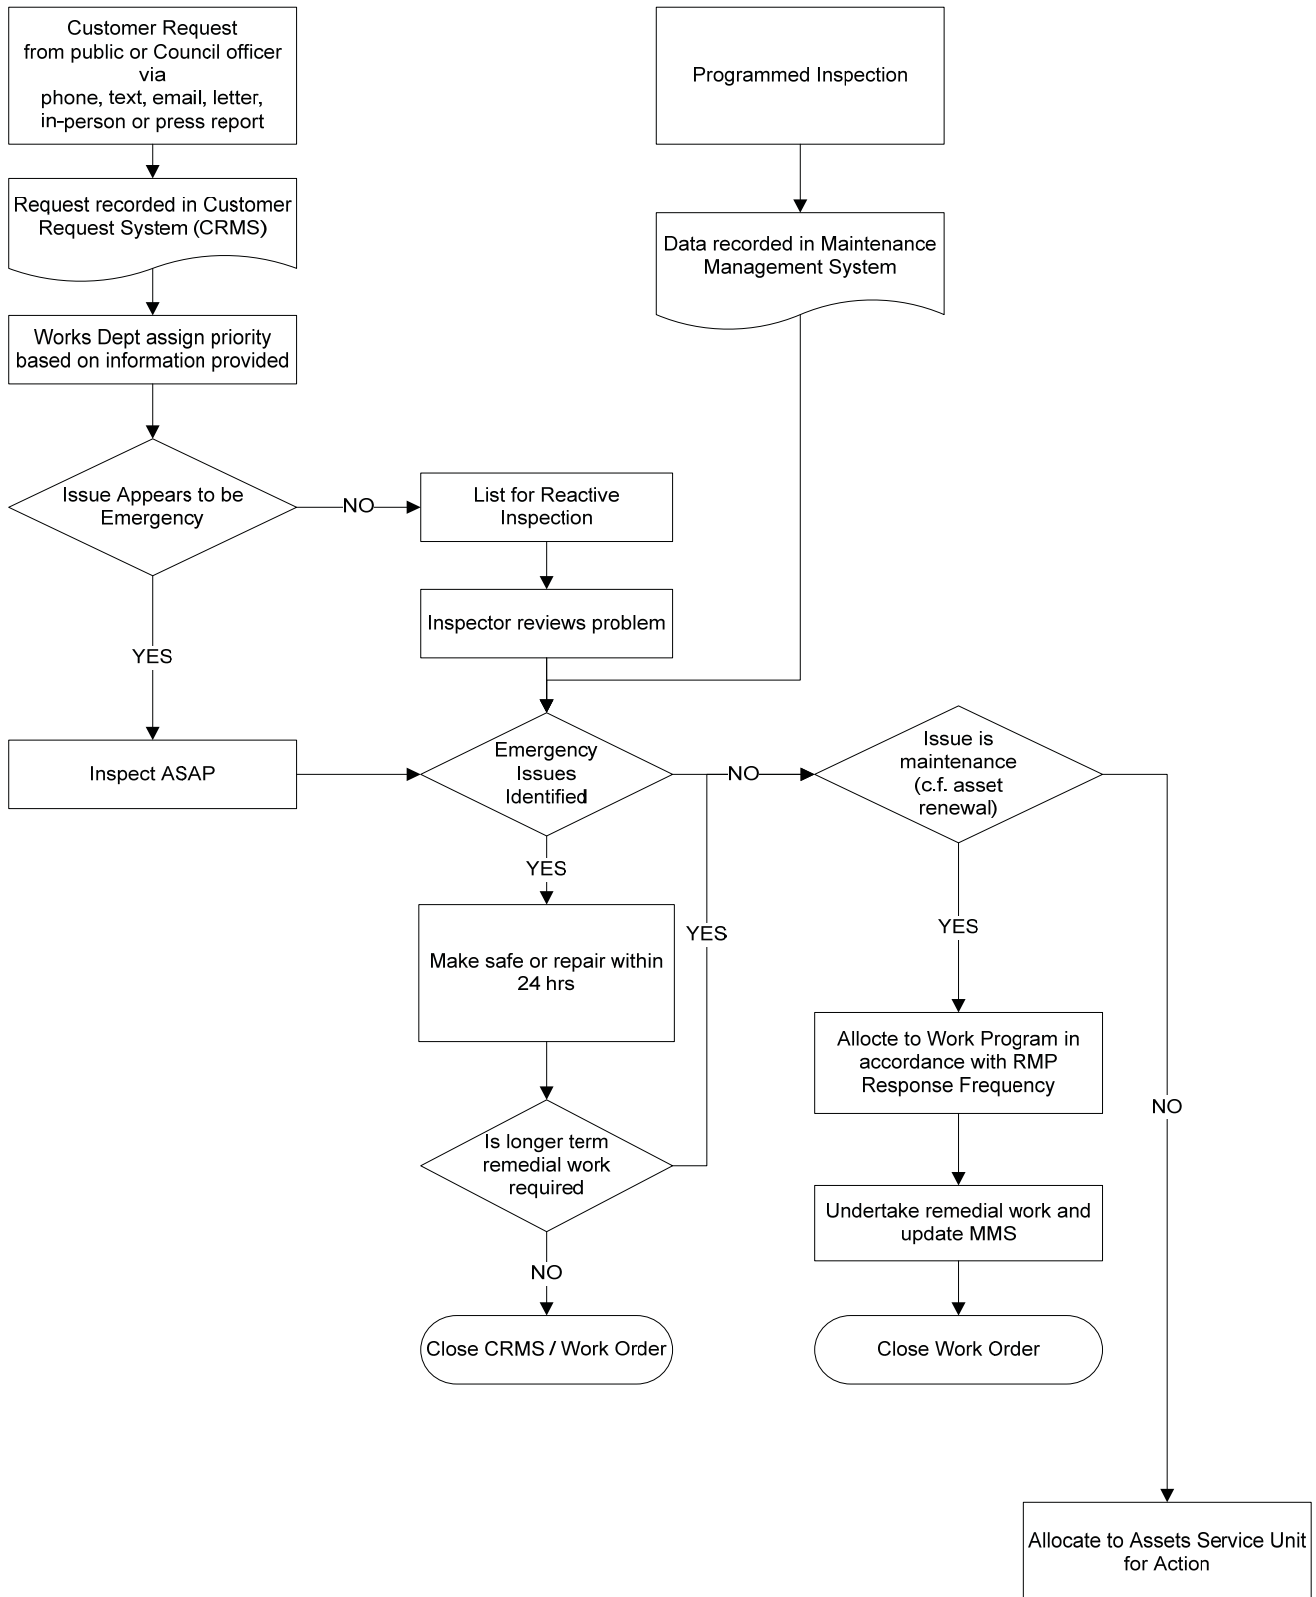 Customer Request
from public or Council officer
via
phone, text, email, letter,
in-person or press report
Programmed Inspection
Request recorded in Customer
Request System (CRMS)
Data recorded in Maintenance
Management System
Works Dept assign priority
based on information provided
Issue Appears to be
Emergency
NO
List for Reactive
Inspection
Inspector reviews problem
YES
Inspect ASAP
Emergency
Issues
Identified
NO
Issue is
maintenance
(c.f. asset
renewal)
YES
Make safe or repair within
24 hrs
YES
YES
Allocte to Work Program in
accordance with RMP
Response Frequency
NO
Is longer term
remedial work
required
Undertake remedial work and
update MMS
NO
Close CRMS / Work Order
Close Work Order
Allocate to Assets Service Unit
for Action